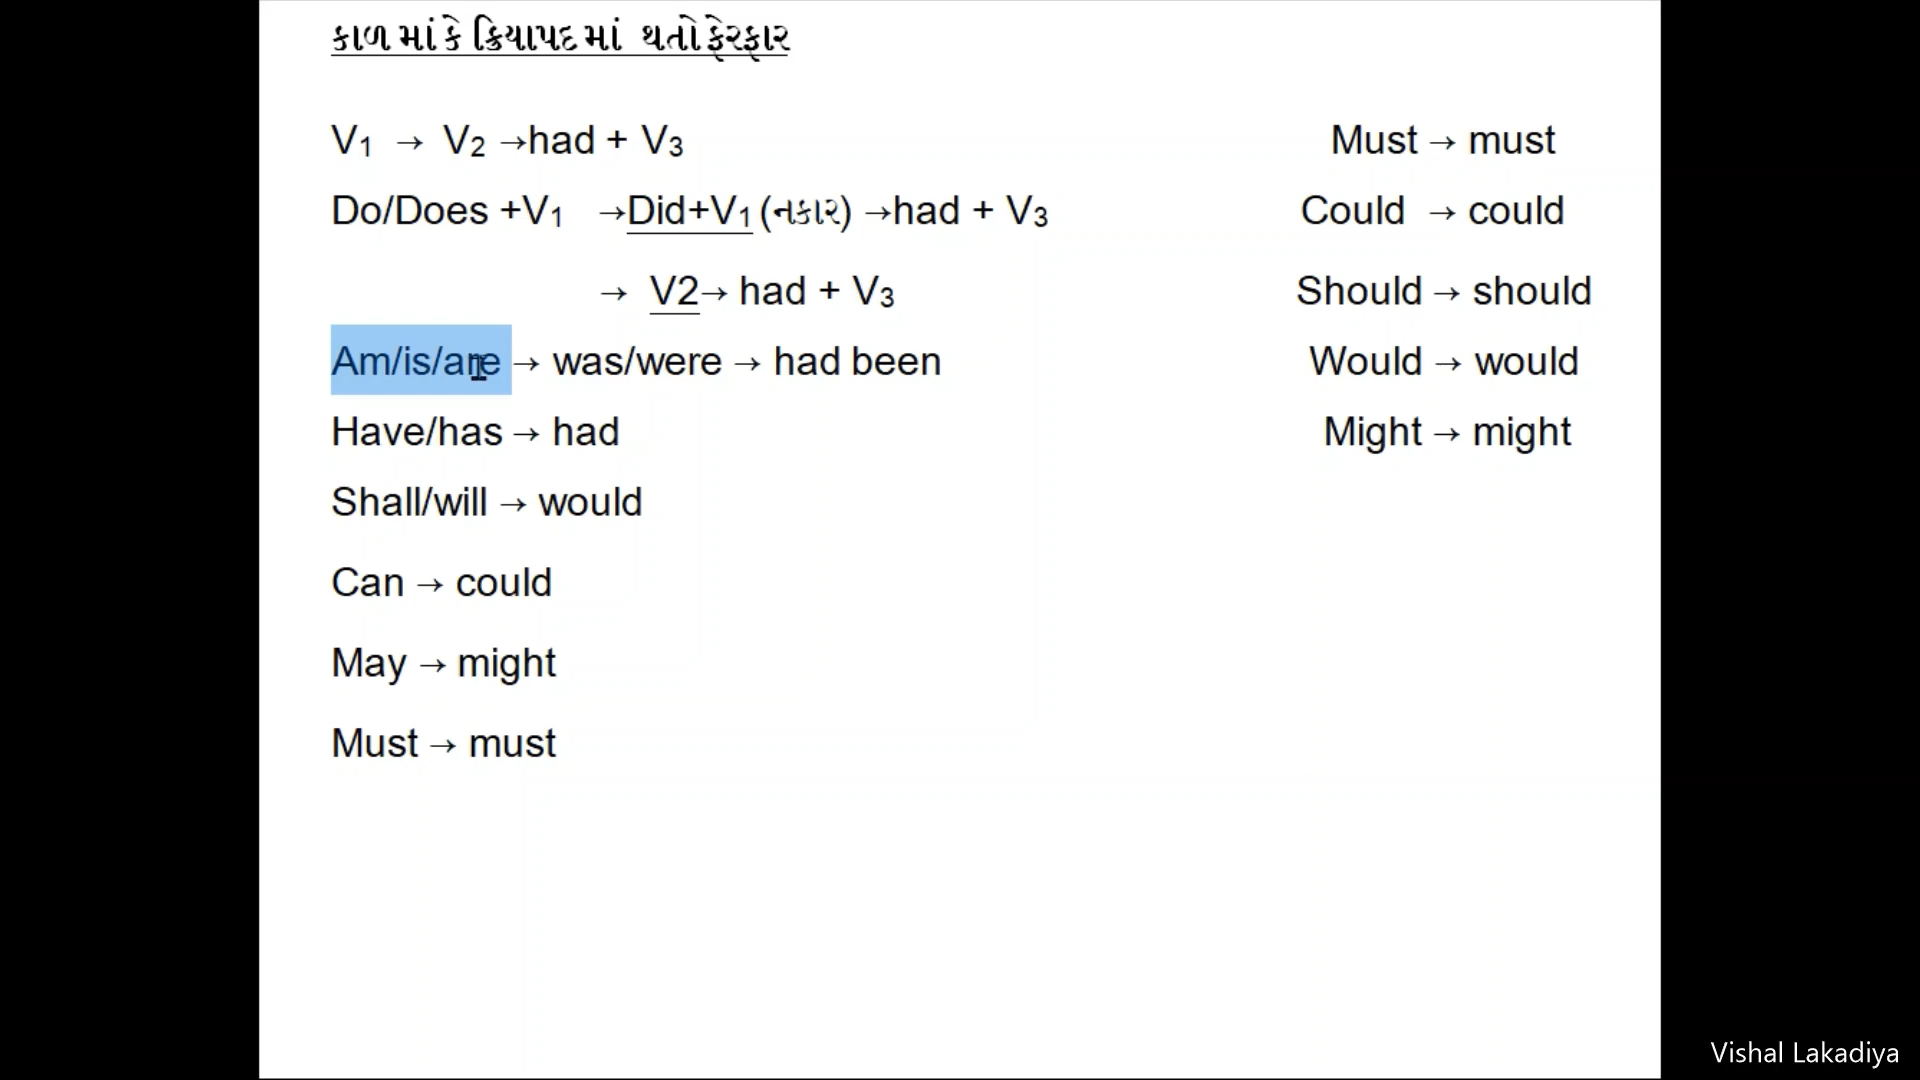 કાળ માં કે ક્રિયાપદ માં થતો ફેરફાર
V₁ → V₂ →had + V₃
Do/Does +V₁ →Did+V₁ (નકાર) →had + V₃
→ V2→ had + V₃
Am/is/are → was/were → had been
Have/has → had
Shall/will → would
Can → could
May → might
Must → must
Must → must
Could → could
Should → should
Would → would
Might → might
Vishal Lakadiya